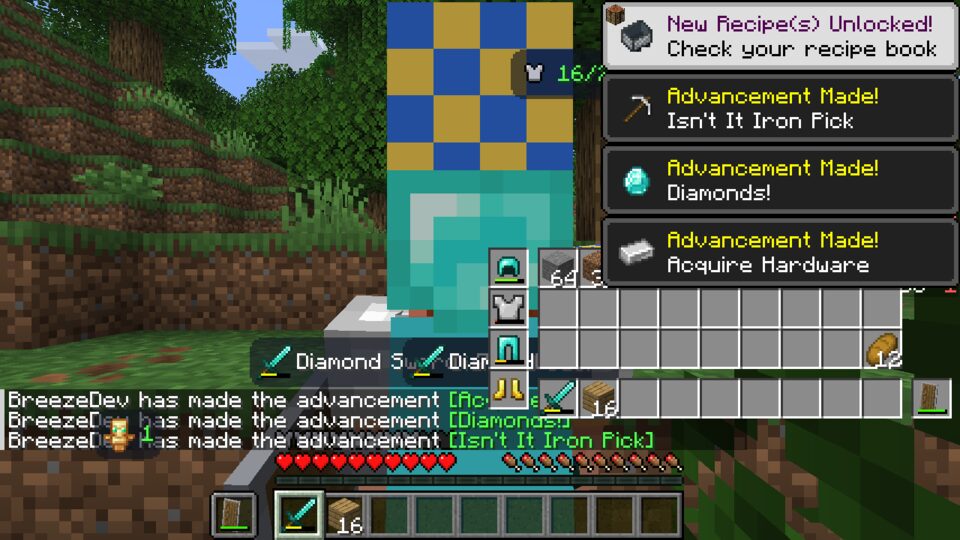 New Recipe(s) Unlocked!
Check your recipe book
16/
Advancement Made!
Isn't It Iron Pick
Advancement Made!
Diamonds!
Advancement Made!
Acquire Hardware
64
12
Diamond
16
BreezeDev has made the advancement
BreezeDev has made the advancement [Diamonds!]
1
BreezeDev has made the advancement [Isn't It Iron Pick]
16